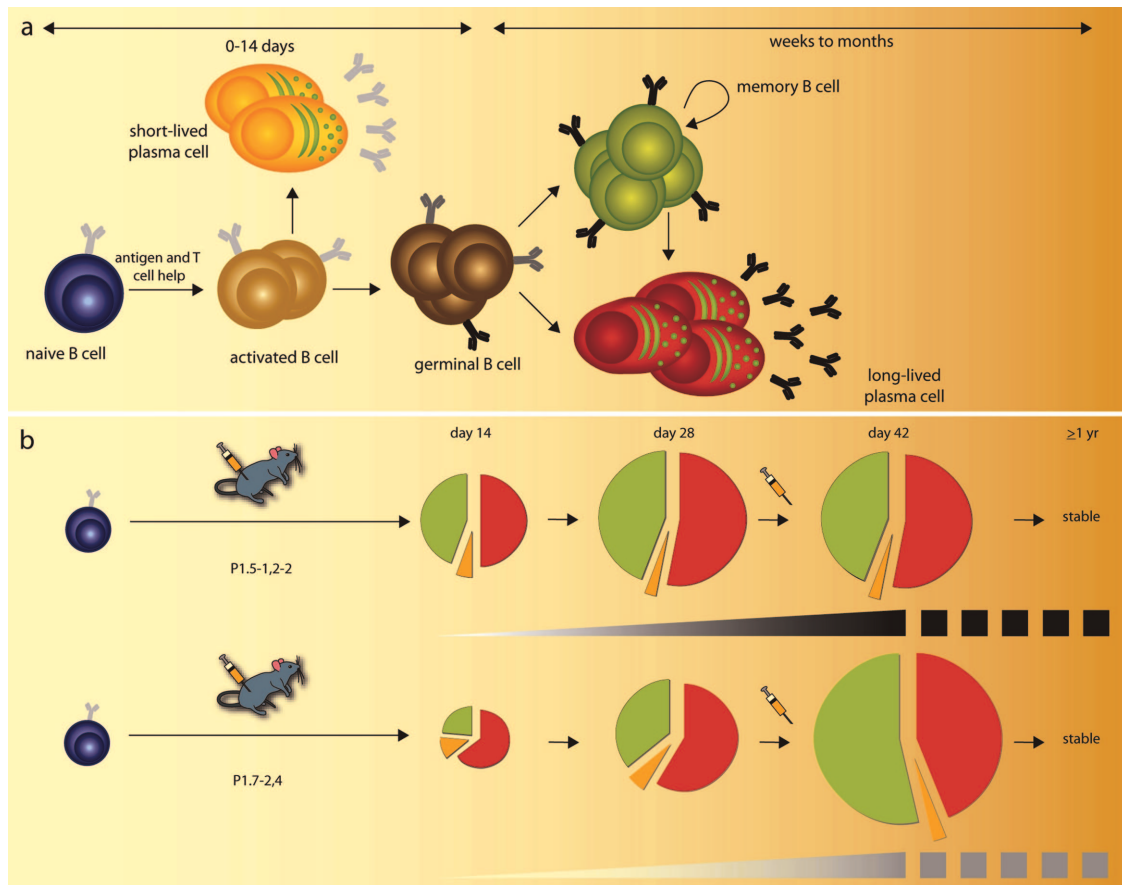 a
0-14 days
weeks to months
memory B cell
short-lived
plasma cell
antigen and T
cell help
naive B cell
activated B cell
germinal B cell
long-lived
plasma cell
b
day 14
day 28
day 42
≥1 yr
P1.5-1,2-2
stable
P1.7-2,4
stable